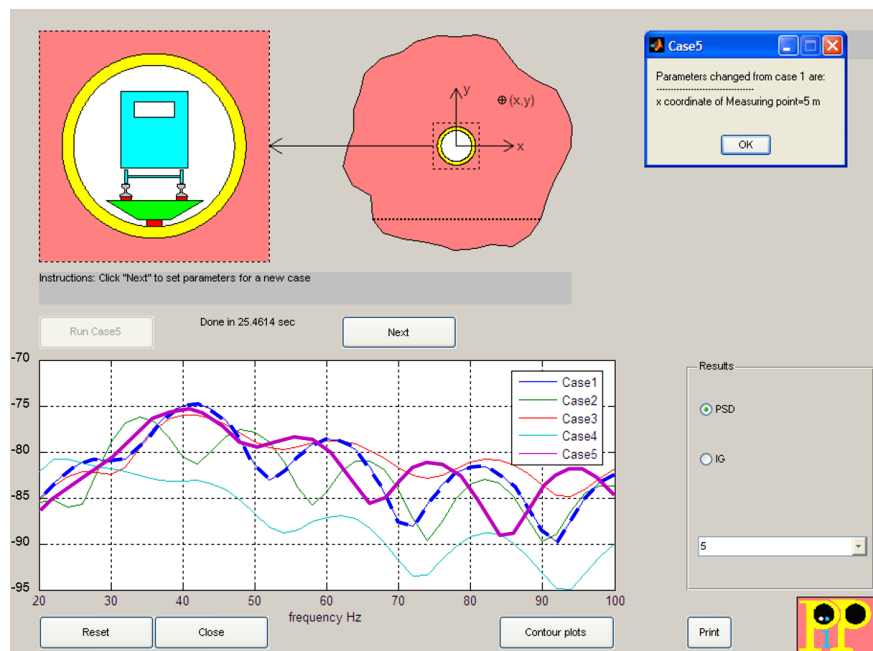 Case5
Parameters changed from case 1 are:
--------------------------------
x coordinate of Measuring point=5 m
OK
y
(x,y)
x
Instructions: Click "Next" to set parameters for a new case
Run Case5
Done in 25.4614 sec
Next
-70
-75
-80
-85
-90
-95
20
30
40
50
60
70
80
90
100
frequency Hz
Case1
Case2
Case3
Case4
Case5
Results
PSD
IG
5
Reset
Close
Contour plots
Print
PiP